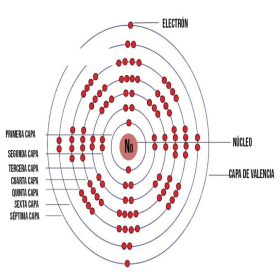 ELECTRÓN
PRIMERA CAPA
No
NÚCLEO
SEGUNDA CAPA
TERCERA CAPA
CAPA DE VALENCIA
CUARTA CAPA
QUINTA CAPA
SEXTA CAPA
SÉPTIMA CAPA